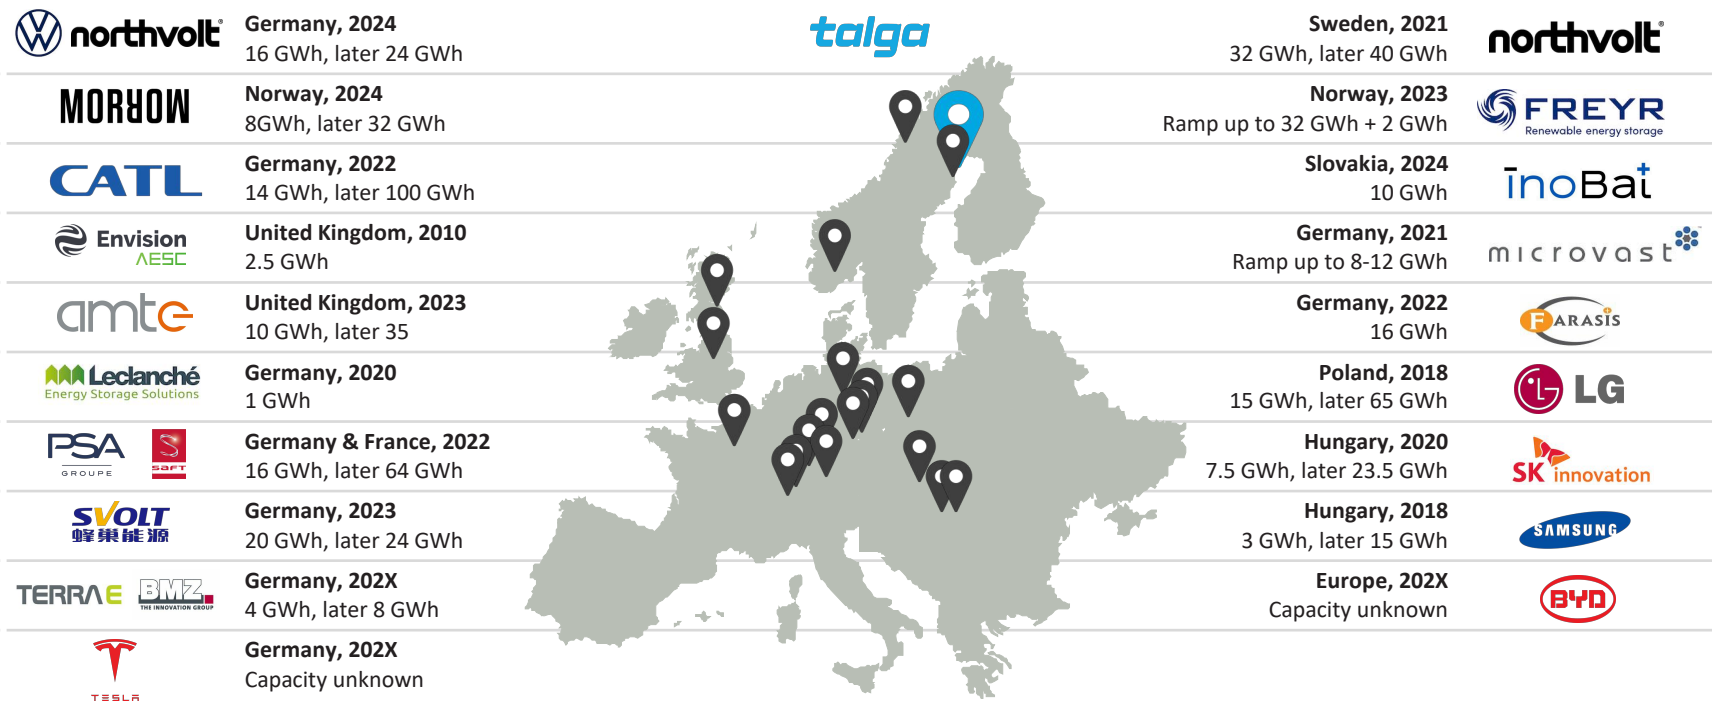 northvolt
Germany, 2024
16 GWh, later 24 GWh
MORROW
Norway, 2024
8GWh, later 32 GWh
CATL
Germany, 2022
14 GWh, later 100 GWh
Envision
AESC
United Kingdom, 2010
2.5 GWh
amte
United Kingdom, 2023
10 GWh, later 35
Leclanché
Energy Storage Solutions
Germany, 2020
1 GWh
PSA
GROUPE
SAFT
Germany & France, 2022
16 GWh, later 64 GWh
SVOLT
蜂巢能源
Germany, 2023
20 GWh, later 24 GWh
TERRA E
BMZ
THE INNOVATION GROUP
Germany, 202X
4 GWh, later 8 GWh
TESLA
Germany, 202X
Capacity unknown
talga
Sweden, 2021
32 GWh, later 40 GWh
northvolt
Norway, 2023
Ramp up to 32 GWh + 2 GWh
FREYR
Renewable energy storage
Slovakia, 2024
10 GWh
inoBat
Germany, 2021
Ramp up to 8-12 GWh
microvast
Germany, 2022
16 GWh
FARASIS
Poland, 2018
15 GWh, later 65 GWh
LG
Hungary, 2020
7.5 GWh, later 23.5 GWh
SK innovation
Hungary, 2018
3 GWh, later 15 GWh
SAMSUNG
Europe, 202X
Capacity unknown
BYD